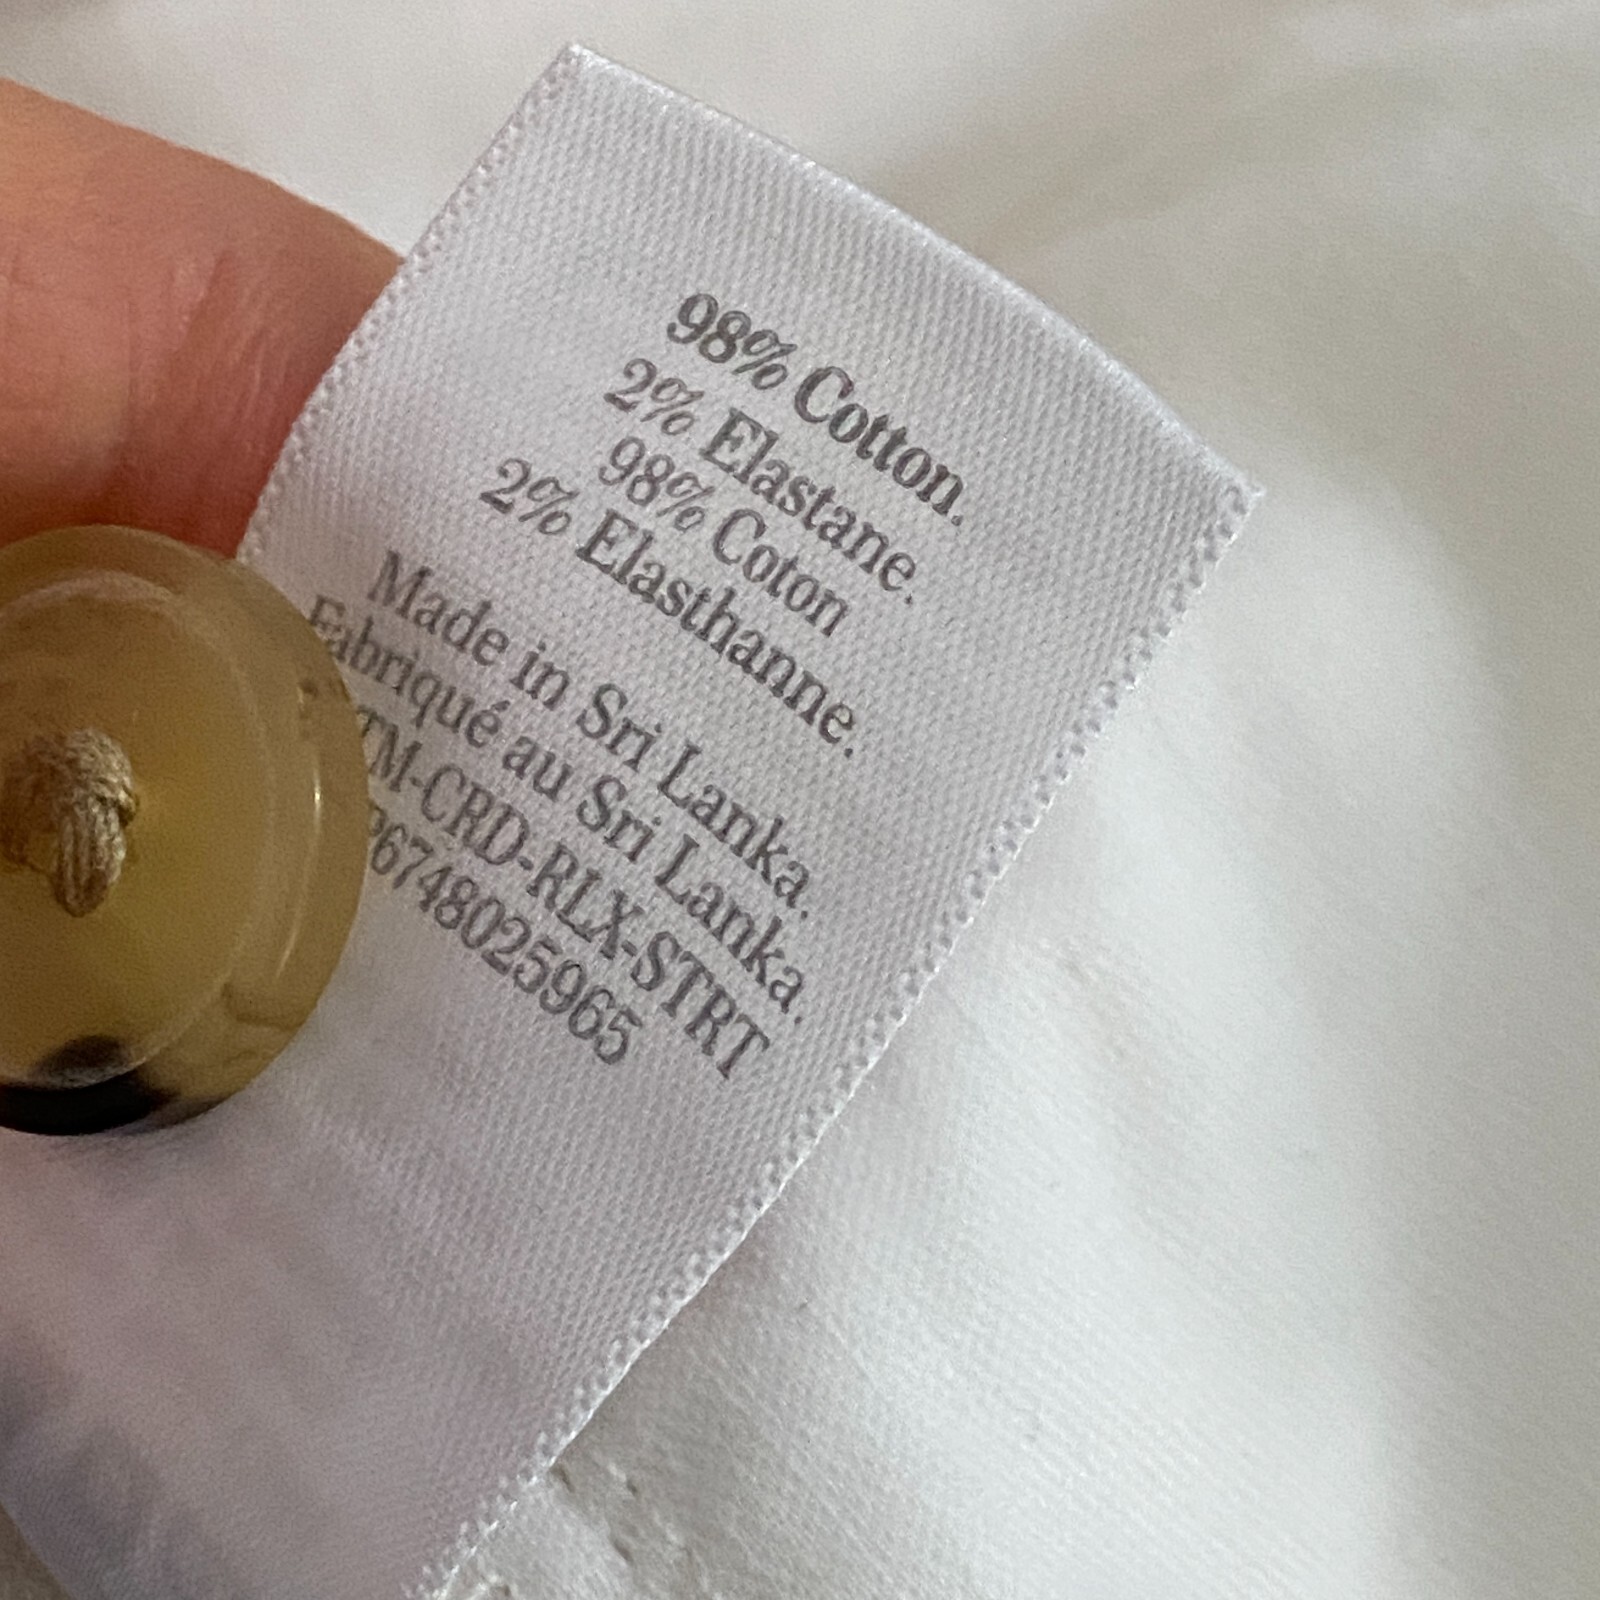 98% Cotton.
2% Elastane.
98% Coton
2% Elasthanne.
Made in Sri Lanka.
Fabriqué au Sri Lanka.
TM-CRD-RLX-STRT
6748025965